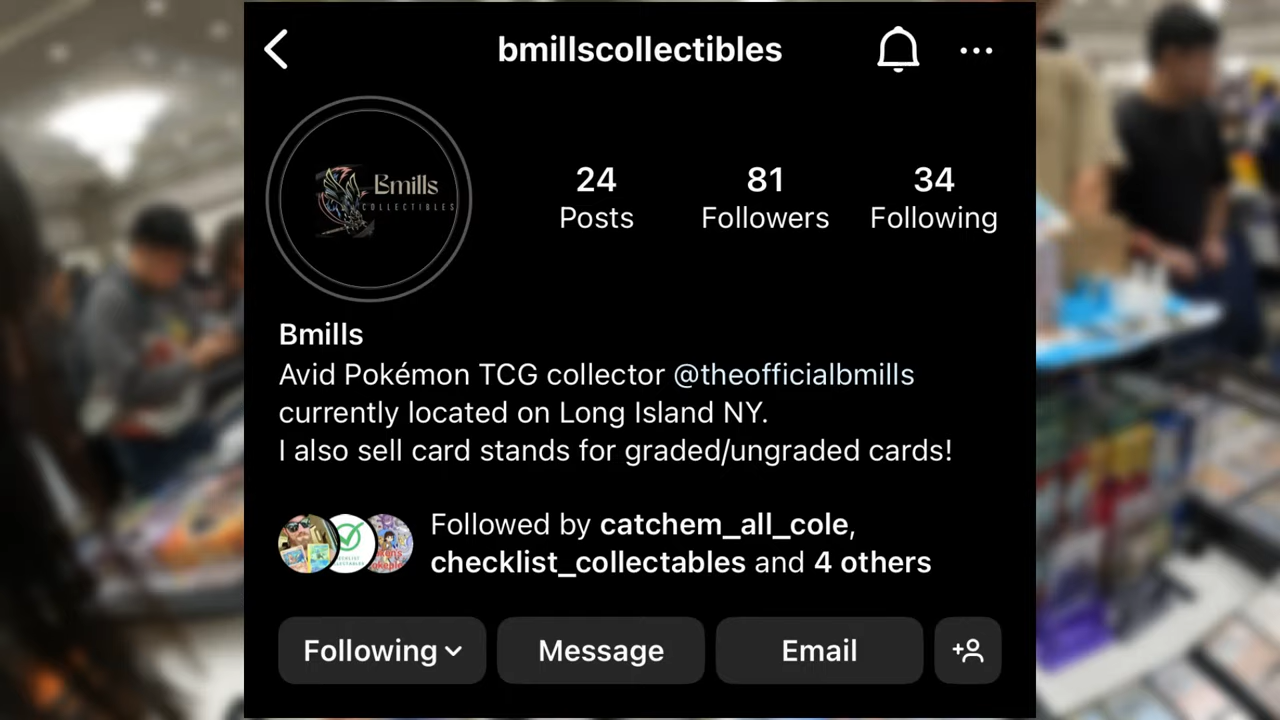 bmillscollectibles
Bmills
COLLECTIBLES
24
Posts
81
Followers
34
Following
Bmills
Avid Pokémon TCG collector @theofficialbmills
currently located on Long Island NY.
I also sell card stands for graded/ungraded cards!
Followed by catchem_all_cole,
checklist_collectables and 4 others
Following
Message
Email